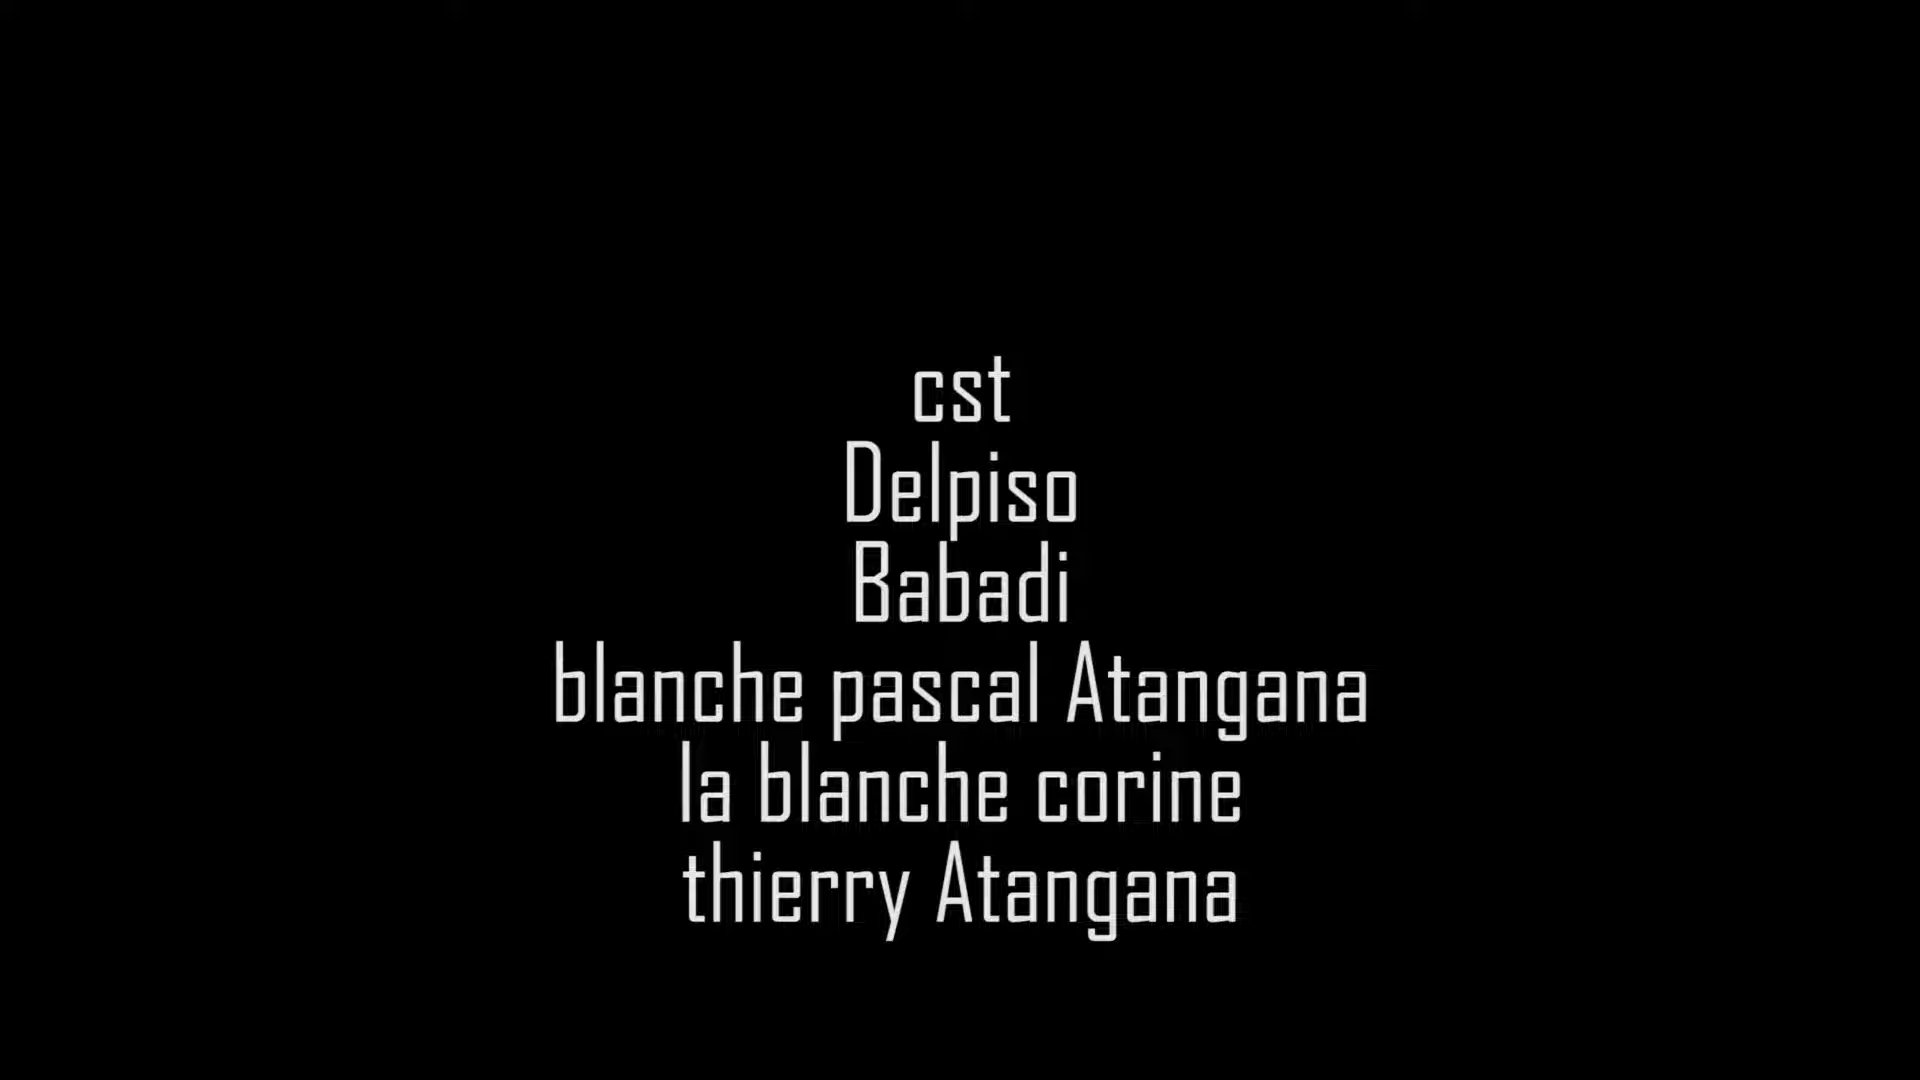 cst
Delpiso
Babadi
blanche pascal Atangana
la blanche corine
thierry Atangana